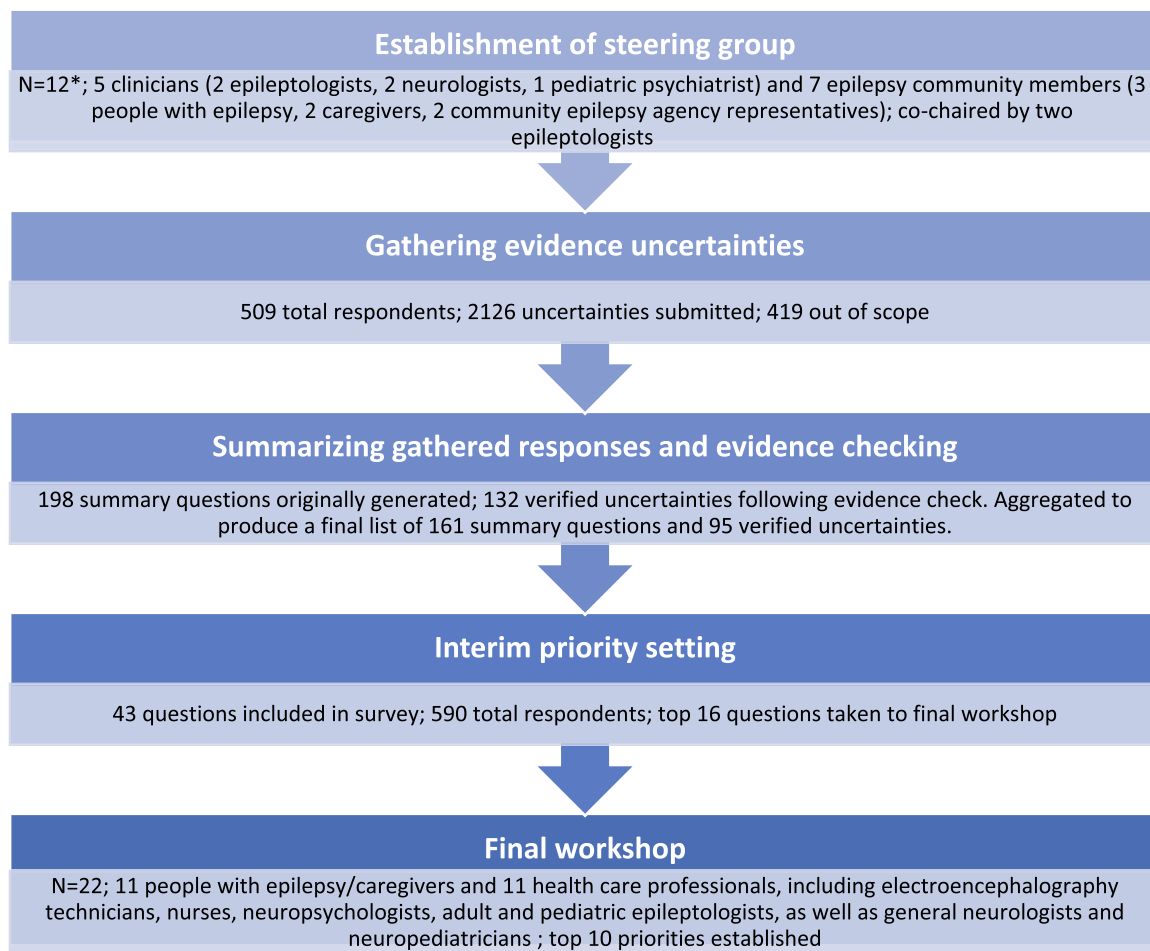 Establishment of steering group
N=12*; 5 clinicians (2 epileptologists, 2 neurologists, 1 pediatric psychiatrist) and 7 epilepsy community members (3
people with epilepsy, 2 caregivers, 2 community epilepsy agency representatives); co-chaired by two
epileptologists
Gathering evidence uncertainties
509 total respondents; 2126 uncertainties submitted; 419 out of scope
Summarizing gathered responses and evidence checking
198 summary questions originally generated; 132 verified uncertainties following evidence check. Aggregated to
produce a final list of 161 summary questions and 95 verified uncertainties.
Interim priority setting
43 questions included in survey; 590 total respondents; top 16 questions taken to final workshop
Final workshop
N=22; 11 people with epilepsy/caregivers and 11 health care professionals, including electroencephalography
technicians, nurses, neuropsychologists, adult and pediatric epileptologists, as well as general neurologists and
neuropediatricians ; top 10 priorities established